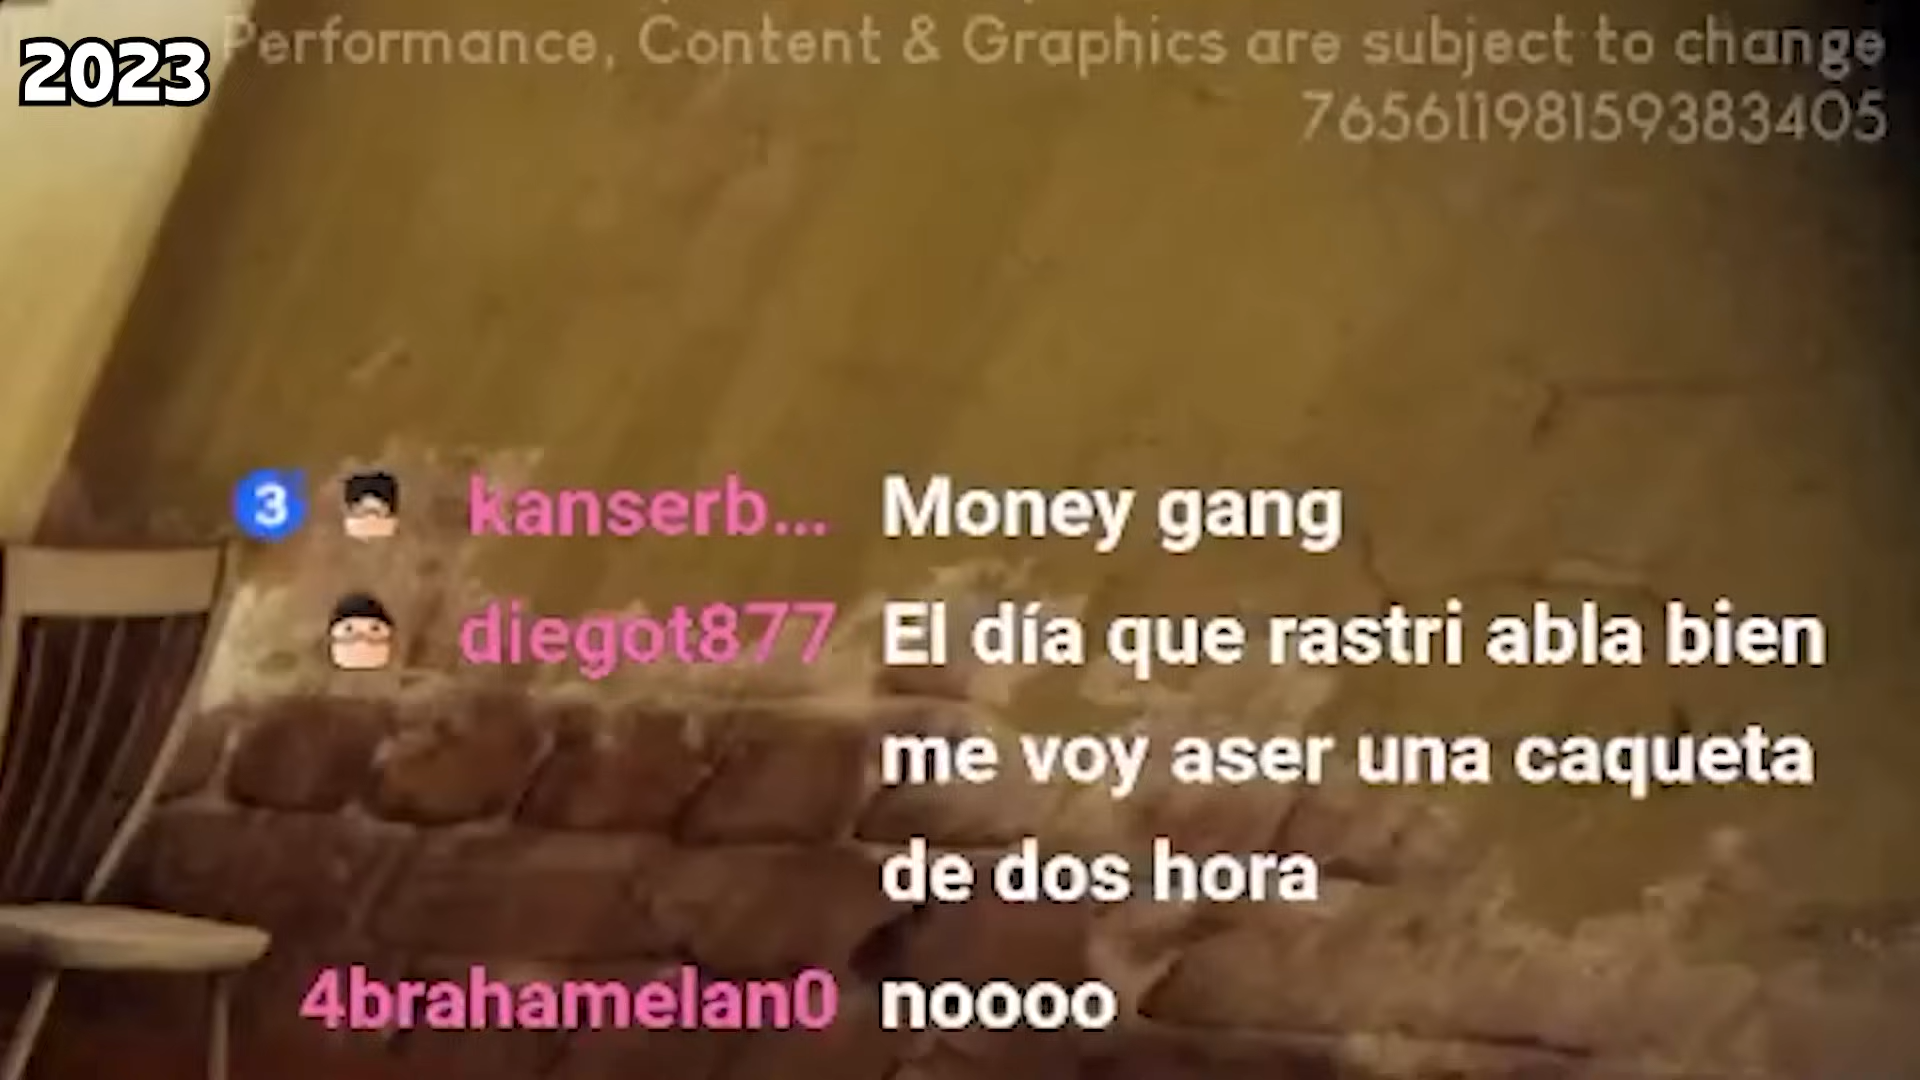 2023
Performance, Content & Graphics are subject to change
76561198159383405
3 kanserb... Money gang
diegot877 El día que rastri abla bien
me voy aser una caqueta
de dos hora
4brahamelan0 noooo